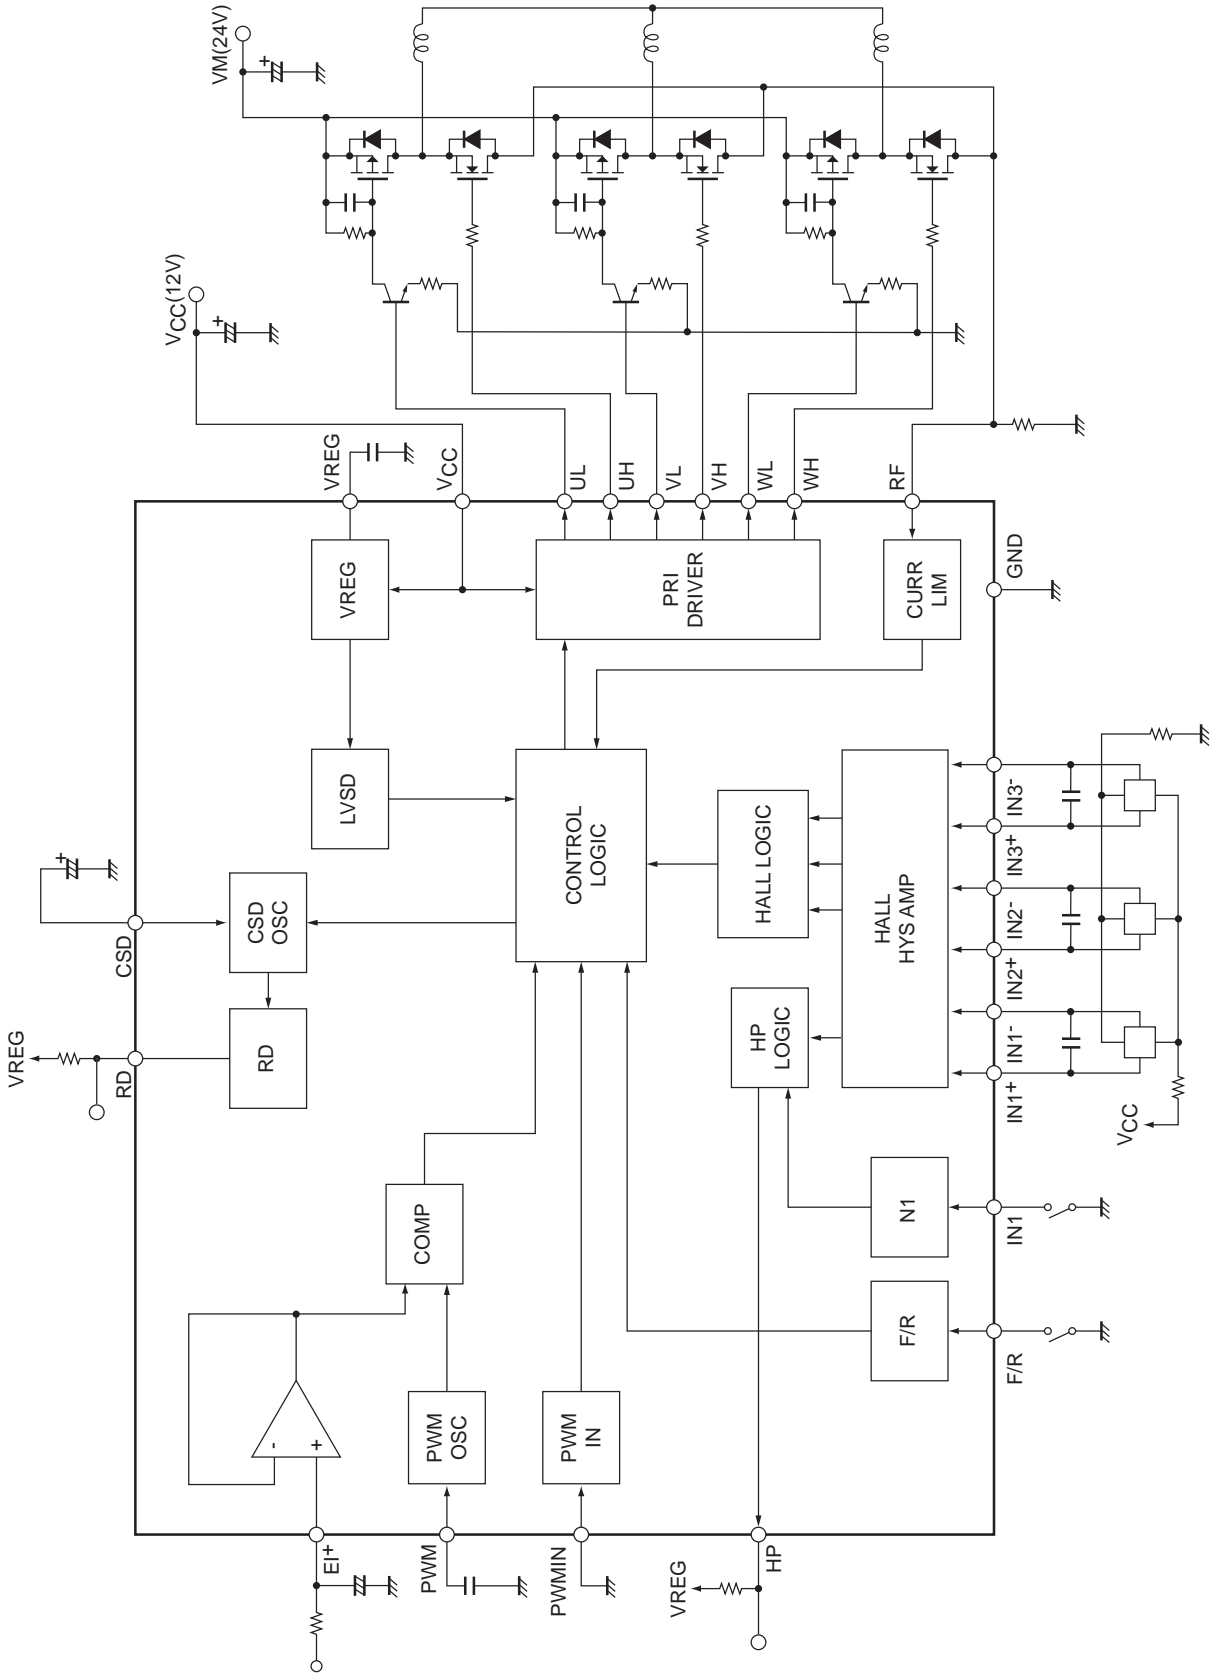 VREG
CSD
VCC(12V)
VM(24V)
RD
VREG
VCC
UL
UH
VL
VH
WL
WH
RF
GND
VREG
PRI
DRIVER
CURR
LIM
LVSD
CSD
OSC
RD
CONTROL
LOGIC
HALL LOGIC
HALL
HYS AMP
HP
LOGIC
COMP
N1
F/R
PWM
OSC
PWM
IN
-
+
EI+
PWM
PWMIN
VREG
HP
F/R
IN1
IN1+
IN1-
IN2+
IN2-
IN3+
IN3-
VCC
+
+
+